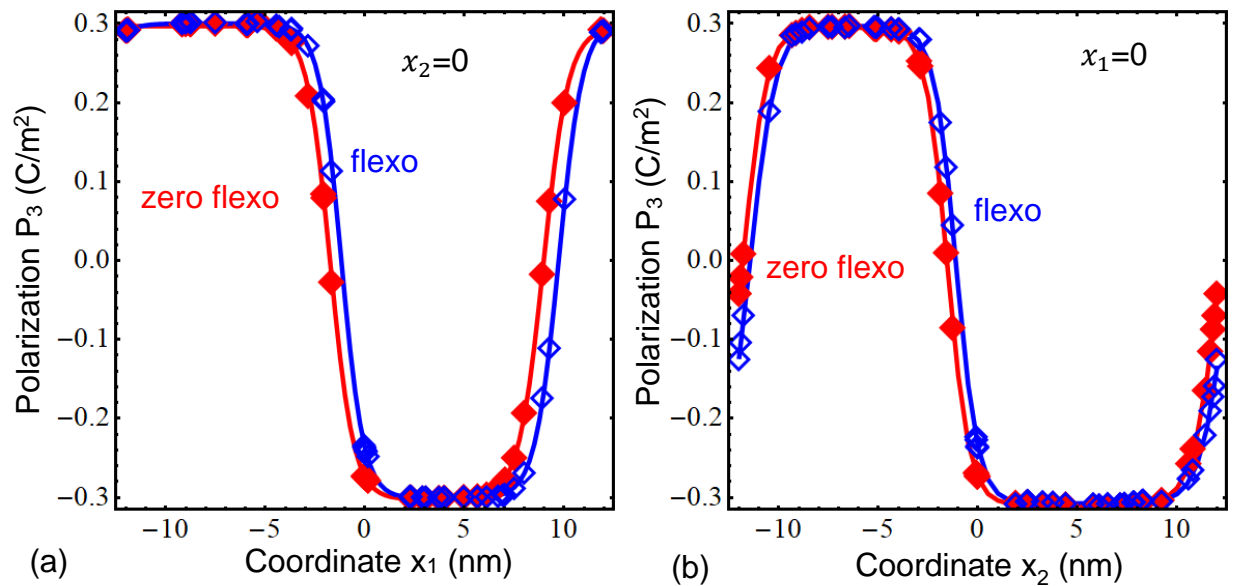 0.3
0.2
0.1
0.0
−0.1
−0.2
−0.3
Polarization P₃ (C/m²)
x₂=0
flexo
zero flexo
−10 −5 0 5 10
(a) Coordinate x₁ (nm)
0.3
0.2
0.1
0.0
−0.1
−0.2
−0.3
Polarization P₃ (C/m²)
x₁=0
flexo
zero flexo
−10 −5 0 5 10
(b) Coordinate x₂ (nm)